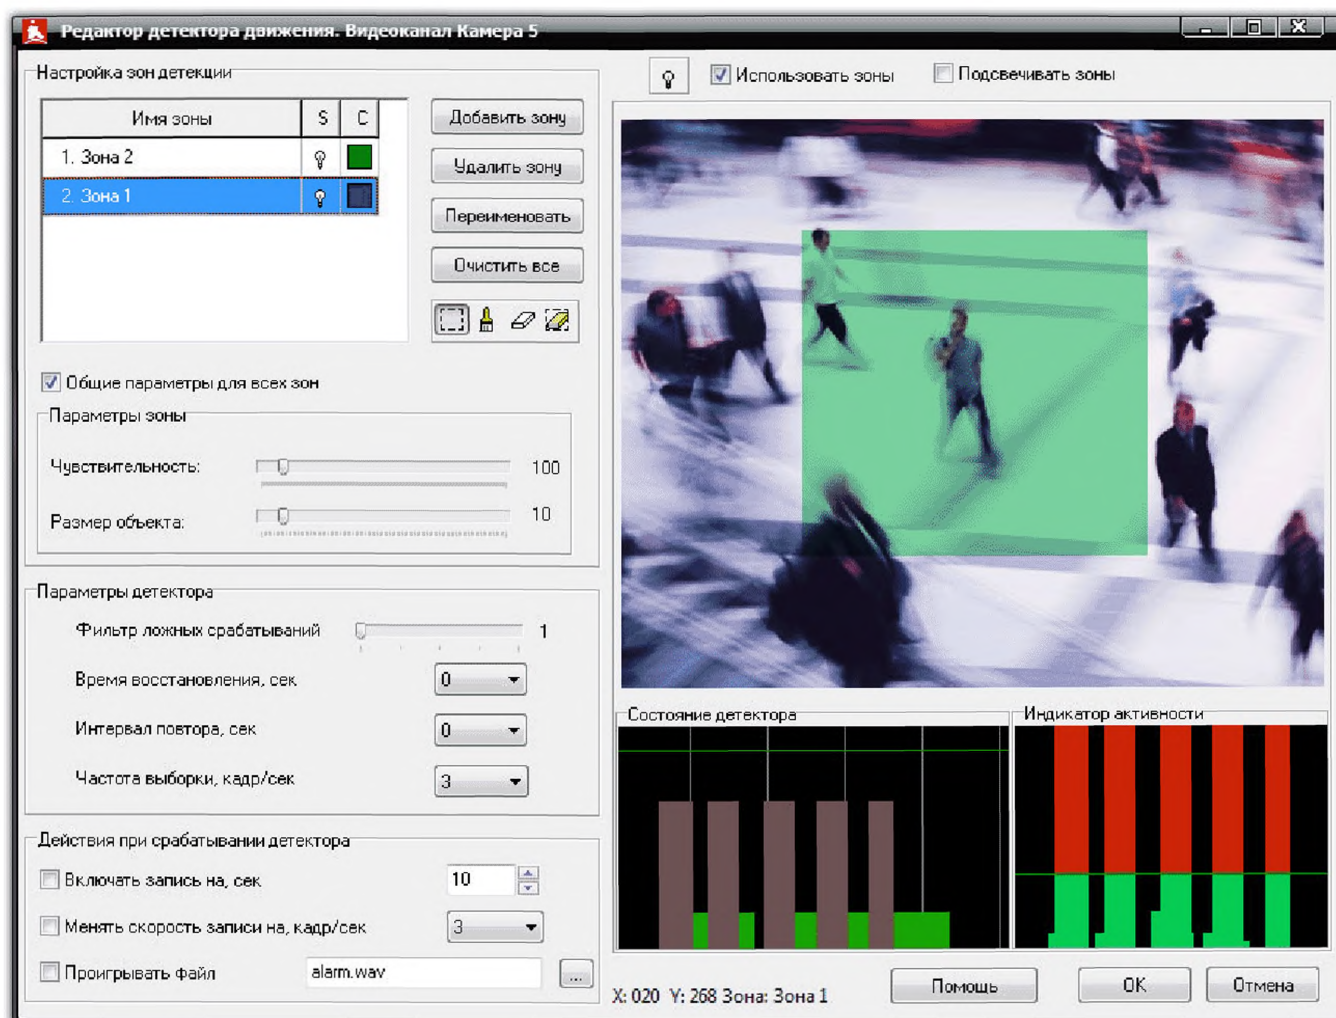 Редактор детектора движения. Видеоканал Камера 5
Настройка зон детекции
Имя зоны S C
1. Зона 2
2. Зона 1
Добавить зону
Удалить зону
Переименовать
Очистить все
Общие параметры для всех зон
Параметры зоны
Чувствительность: 100
Размер объекта: 10
Параметры детектора
Фильтр ложных срабатываний 1
Время восстановления, сек 0
Интервал повтора, сек 0
Частота выборки, кадр/сек 3
Действия при срабатывании детектора
Включать запись на, сек 10
Менять скорость записи на, кадр/сек 3
Проигрывать файл alarm.wav ...
Использовать зоны Подсвечивать зоны
Состояние детектора Индикатор активности
X: 020 Y: 268 Зона: Зона 1
Помощь OK Отмена